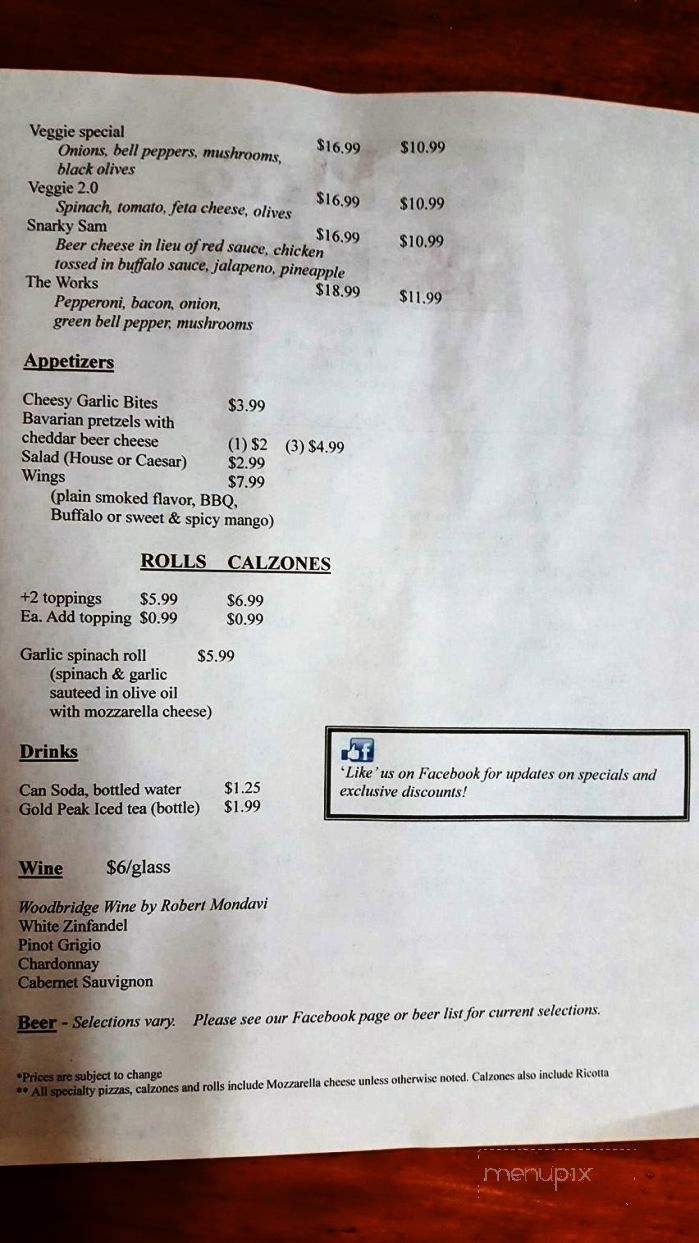 Veggie special $16.99 $10.99
Onions, bell peppers, mushrooms,
black olives
Veggie 2.0 $16.99 $10.99
Spinach, tomato, feta cheese, olives
Snarky Sam $16.99 $10.99
Beer cheese in lieu of red sauce, chicken
tossed in buffalo sauce, jalapeno, pineapple
The Works $18.99 $11.99
Pepperoni, bacon, onion,
green bell pepper, mushrooms
Appetizers
Cheesy Garlic Bites $3.99
Bavarian pretzels with
cheddar beer cheese (1) $2 (3) $4.99
Salad (House or Caesar) $2.99
Wings $7.99
(plain smoked flavor, BBQ,
Buffalo or sweet & spicy mango)
ROLLS CALZONES
+2 toppings $5.99 $6.99
Ea. Add topping $0.99 $0.99
Garlic spinach roll $5.99
(spinach & garlic
sauteed in olive oil
with mozzarella cheese)
Drinks
Can Soda, bottled water $1.25
Gold Peak Iced tea (bottle) $1.99
f
'Like' us on Facebook for updates on specials and
exclusive discounts!
Wine $6/glass
Woodbridge Wine by Robert Mondavi
White Zinfandel
Pinot Grigio
Chardonnay
Cabernet Sauvignon
Beer - Selections vary. Please see our Facebook page or beer list for current selections.
*Prices are subject to change
** All specialty pizzas, calzones and rolls include Mozzarella cheese unless otherwise noted. Calzones also include Ricotta
menupix